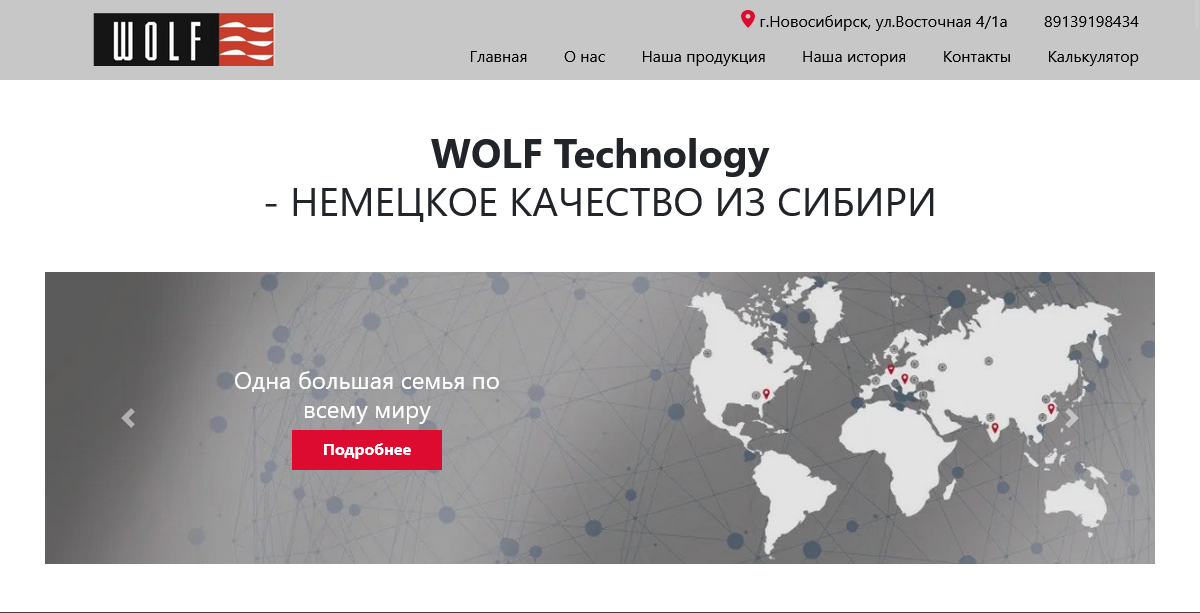 WOLF
г.Новосибирск, ул.Восточная 4/1а 89139198434
Главная О нас Наша продукция Наша история Контакты Калькулятор
WOLF Technology
- НЕМЕЦКОЕ КАЧЕСТВО ИЗ СИБИРИ
Одна большая семья по
всему миру
Подробнее